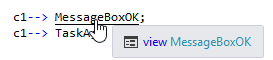 c1--> MessageBoxOK;
c1--> TaskA
view MessageBoxOK